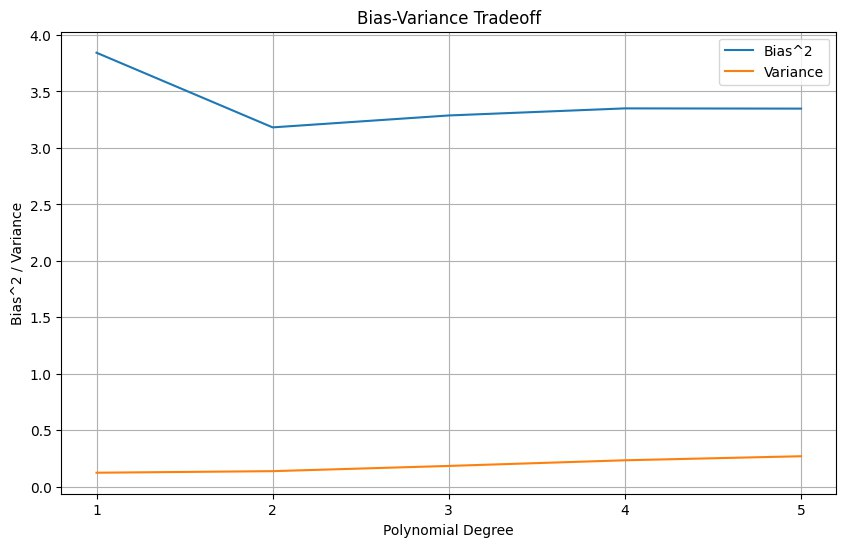 Bias-Variance Tradeoff
4.0
3.5
3.0
2.5
2.0
1.5
1.0
0.5
0.0
Bias^2 / Variance
Bias^2
Variance
1 2 3 4 5
Polynomial Degree